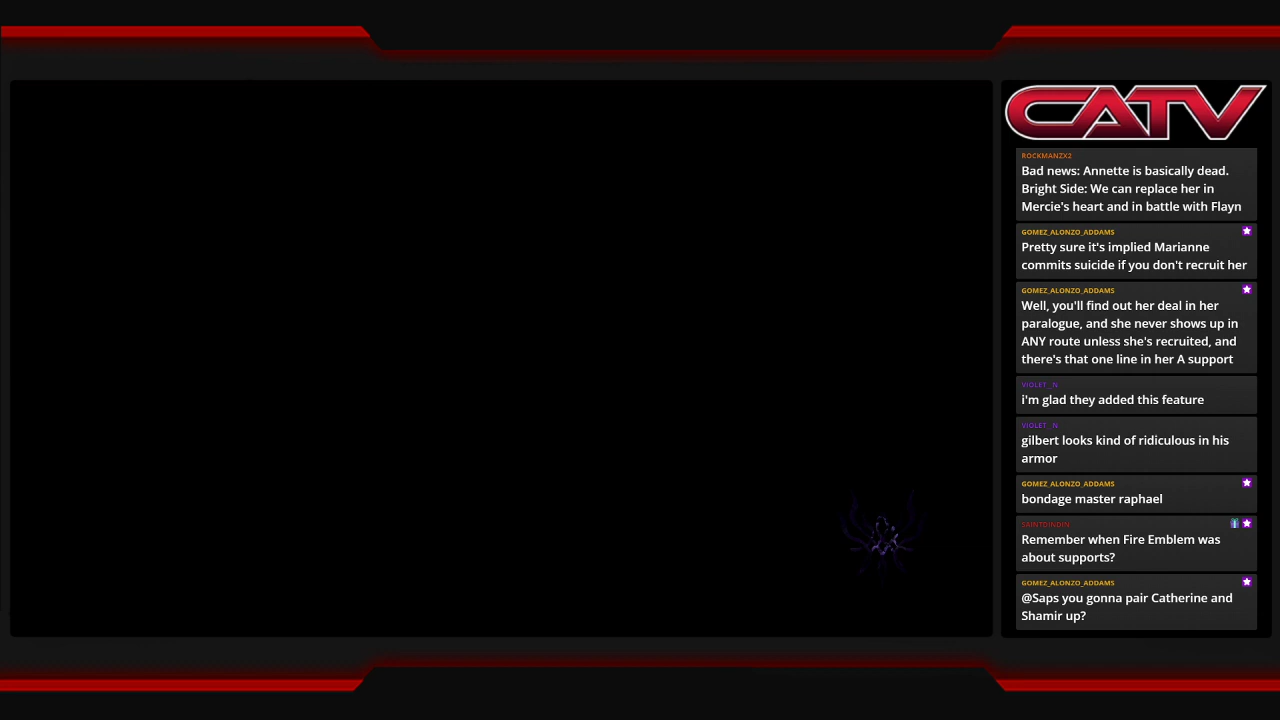 CATV
ROCKMANZX2
Bad news: Annette is basically dead.
Bright Side: We can replace her in
Mercie's heart and in battle with Flayn
GOMEZ_ALONZO_ADDAMS
Pretty sure it's implied Marianne
commits suicide if you don't recruit her
GOMEZ_ALONZO_ADDAMS
Well, you'll find out her deal in her
paralogue, and she never shows up in
ANY route unless she's recruited, and
there's that one line in her A support
VIOLET__N
i'm glad they added this feature
VIOLET__N
gilbert looks kind of ridiculous in his
armor
GOMEZ_ALONZO_ADDAMS
bondage master raphael
SAINTDINDIN
Remember when Fire Emblem was
about supports?
GOMEZ_ALONZO_ADDAMS
@Saps you gonna pair Catherine and
Shamir up?